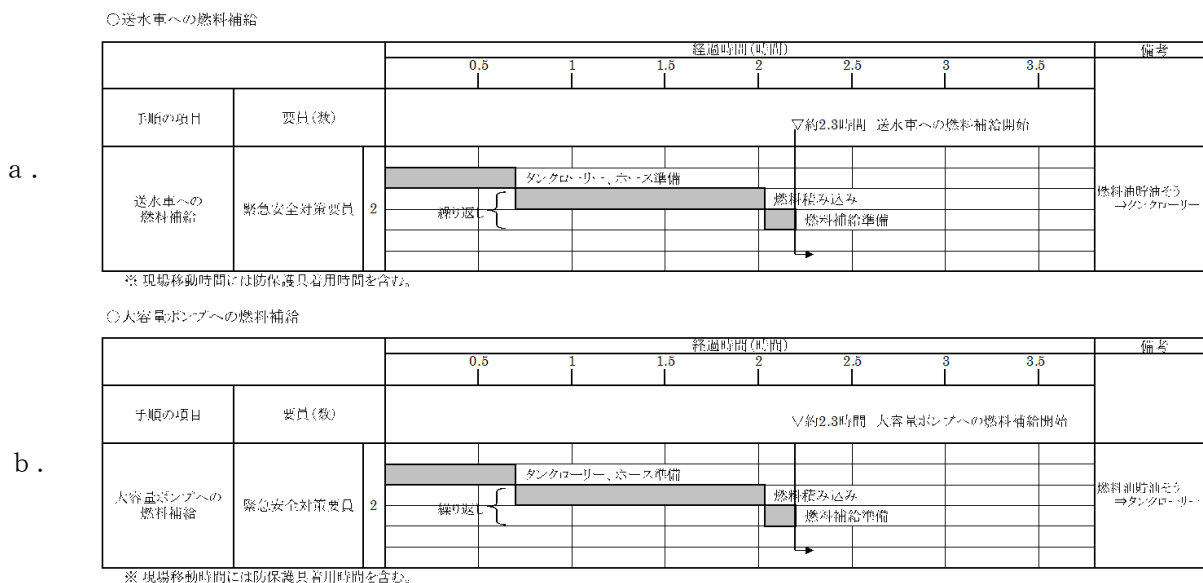 ○送水車への燃料補給
経過時間(時間) 備考
0.5 1 1.5 2 2.5 3 3.5
手順の項目 要員(数)
▽約2.3時間 送水車への燃料補給開始
a.
タンクローリー、ホース準備
送水車への
燃料補給
緊急安全対策要員 2
繰り返し
燃料積み込み
燃料補給準備
燃料油貯油そう
⇒タンクローリー
※ 現場移動時間には防保護具着用時間を含む。
○大容量ポンプへの燃料補給
経過時間(時間) 備考
0.5 1 1.5 2 2.5 3 3.5
手順の項目 要員(数)
▽約2.3時間 大容量ポンプへの燃料補給開始
b.
タンクローリー、ホース準備
大容量ポンプへの
燃料補給
緊急安全対策要員 2
繰り返し
燃料積み込み
燃料補給準備
燃料油貯油そう
⇒タンクローリー
※ 現場移動時間には防保護具着用時間を含む。